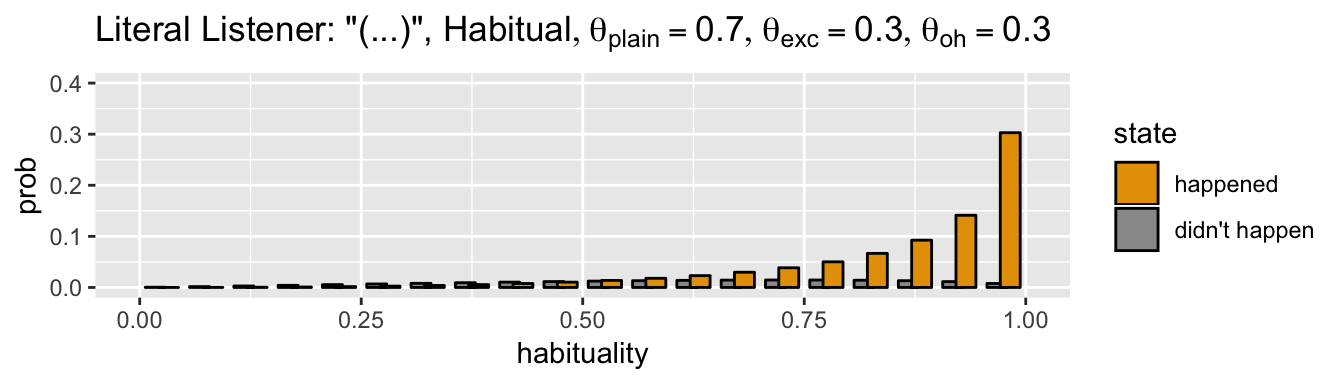 Literal Listener: "(...)", Habitual, θplain = 0.7, θexc = 0.3, θoh = 0.3
prob
0.4
0.3
0.2
0.1
0.0
0.00 0.25 0.50 0.75 1.00
habituality
state
happened
didn't happen